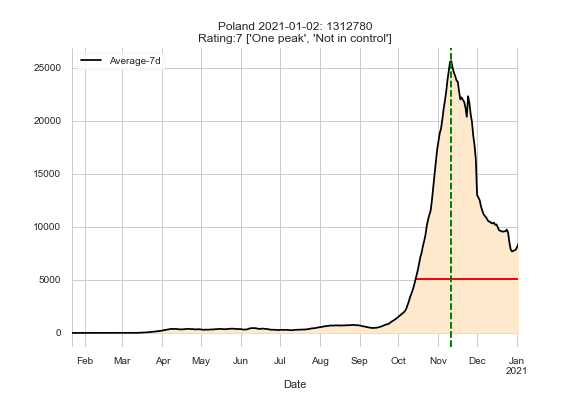 Poland 2021-01-02: 1312780
Rating:7 ['One peak', 'Not in control']
Average-7d
25000
20000
15000
10000
5000
0
Feb Mar Apr May Jun Jul Aug Sep Oct Nov Dec Jan
2021
Date